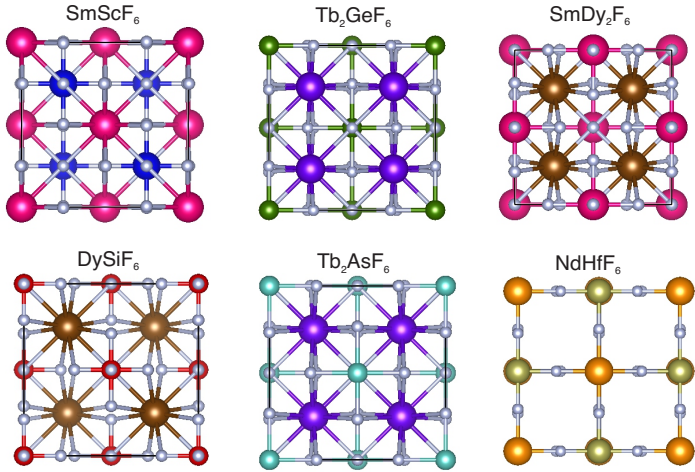 SmScF₆
Tb₂GeF₆
SmDy₂F₆
DySiF₆
Tb₂AsF₆
NdHfF₆